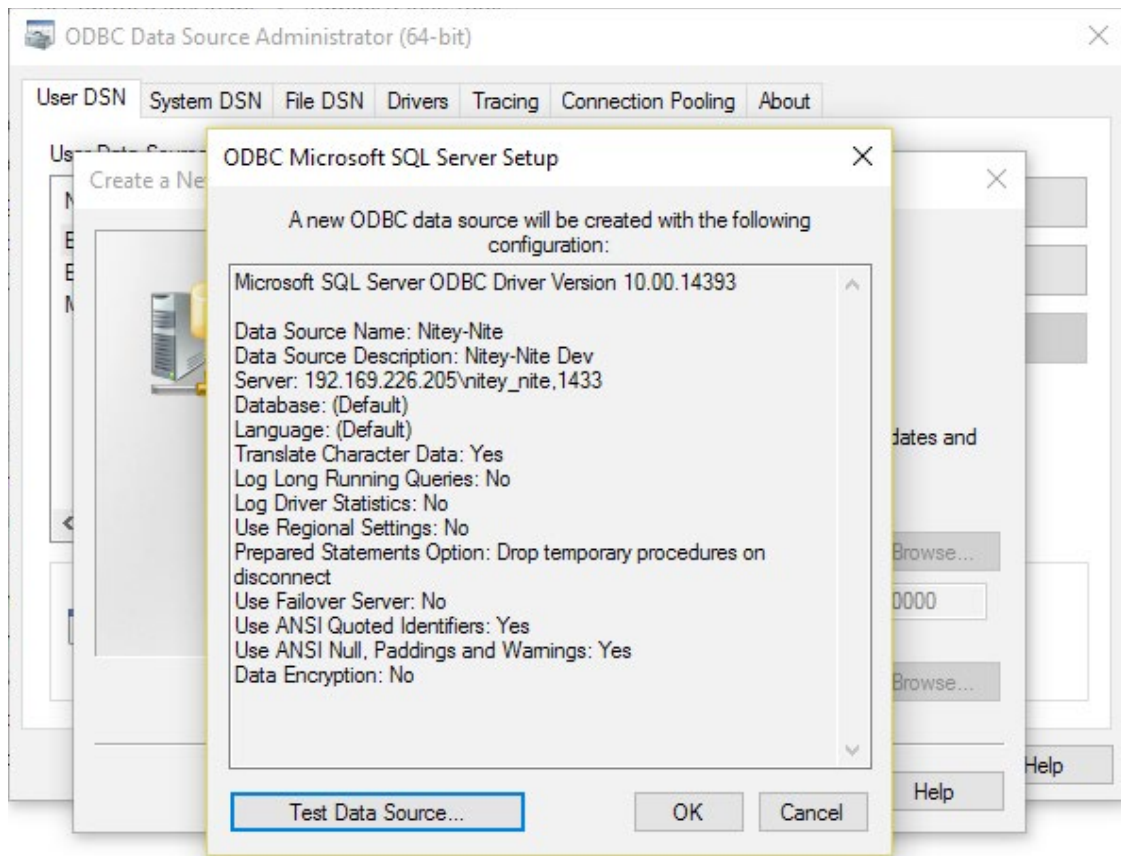 ODBC Data Source Administrator (64-bit)
User DSN System DSN File DSN Drivers Tracing Connection Pooling About
Create a Ne
ODBC Microsoft SQL Server Setup
A new ODBC data source will be created with the following
configuration:
Microsoft SQL Server ODBC Driver Version 10.00.14393
Data Source Name: Nitey-Nite
Data Source Description: Nitey-Nite Dev
Server: 192.169.226.205\nitey_nite,1433
Database: (Default)
Language: (Default)
Translate Character Data: Yes
Log Long Running Queries: No
Log Driver Statistics: No
Use Regional Settings: No
Prepared Statements Option: Drop temporary procedures on
disconnect
Use Failover Server: No
Use ANSI Quoted Identifiers: Yes
Use ANSI Null, Paddings and Warnings: Yes
Data Encryption: No
dates and
Browse...
0000
Browse...
Help
Help
Test Data Source...
OK
Cancel